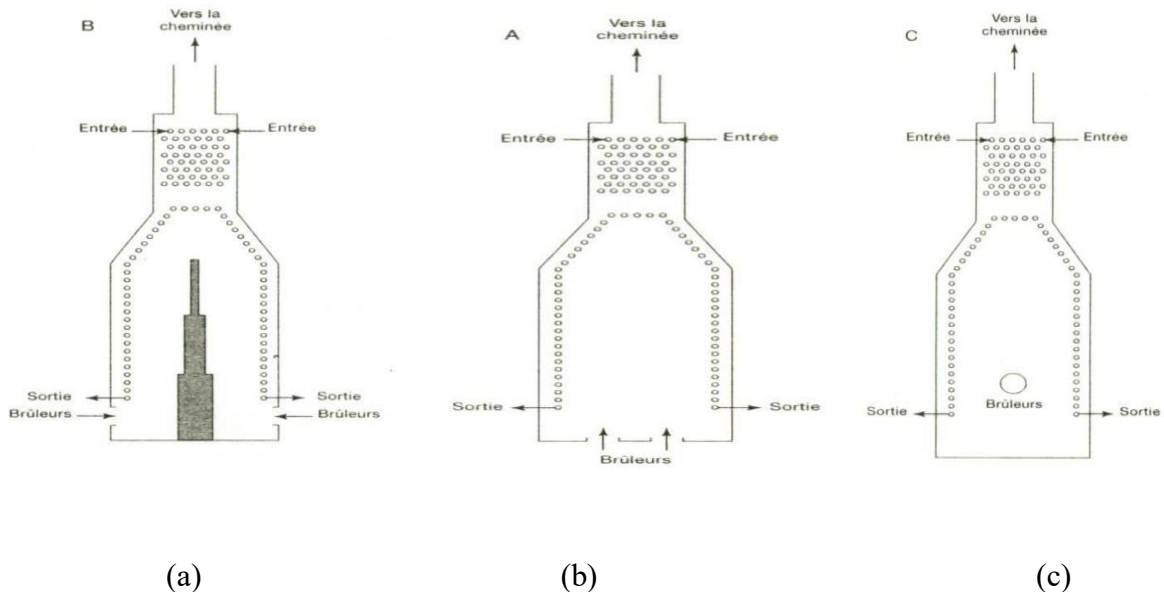 B
Vers la
cheminée
Entrée
Entrée
Sortie
Sortie
Brûleurs
Brûleurs
(a)
A
Vers la
cheminée
Entrée
Entrée
Sortie
Sortie
Brûleurs
(b)
C
Vers la
cheminée
Entrée
Entrée
Brûleurs
Sortie
Sortie
(c)